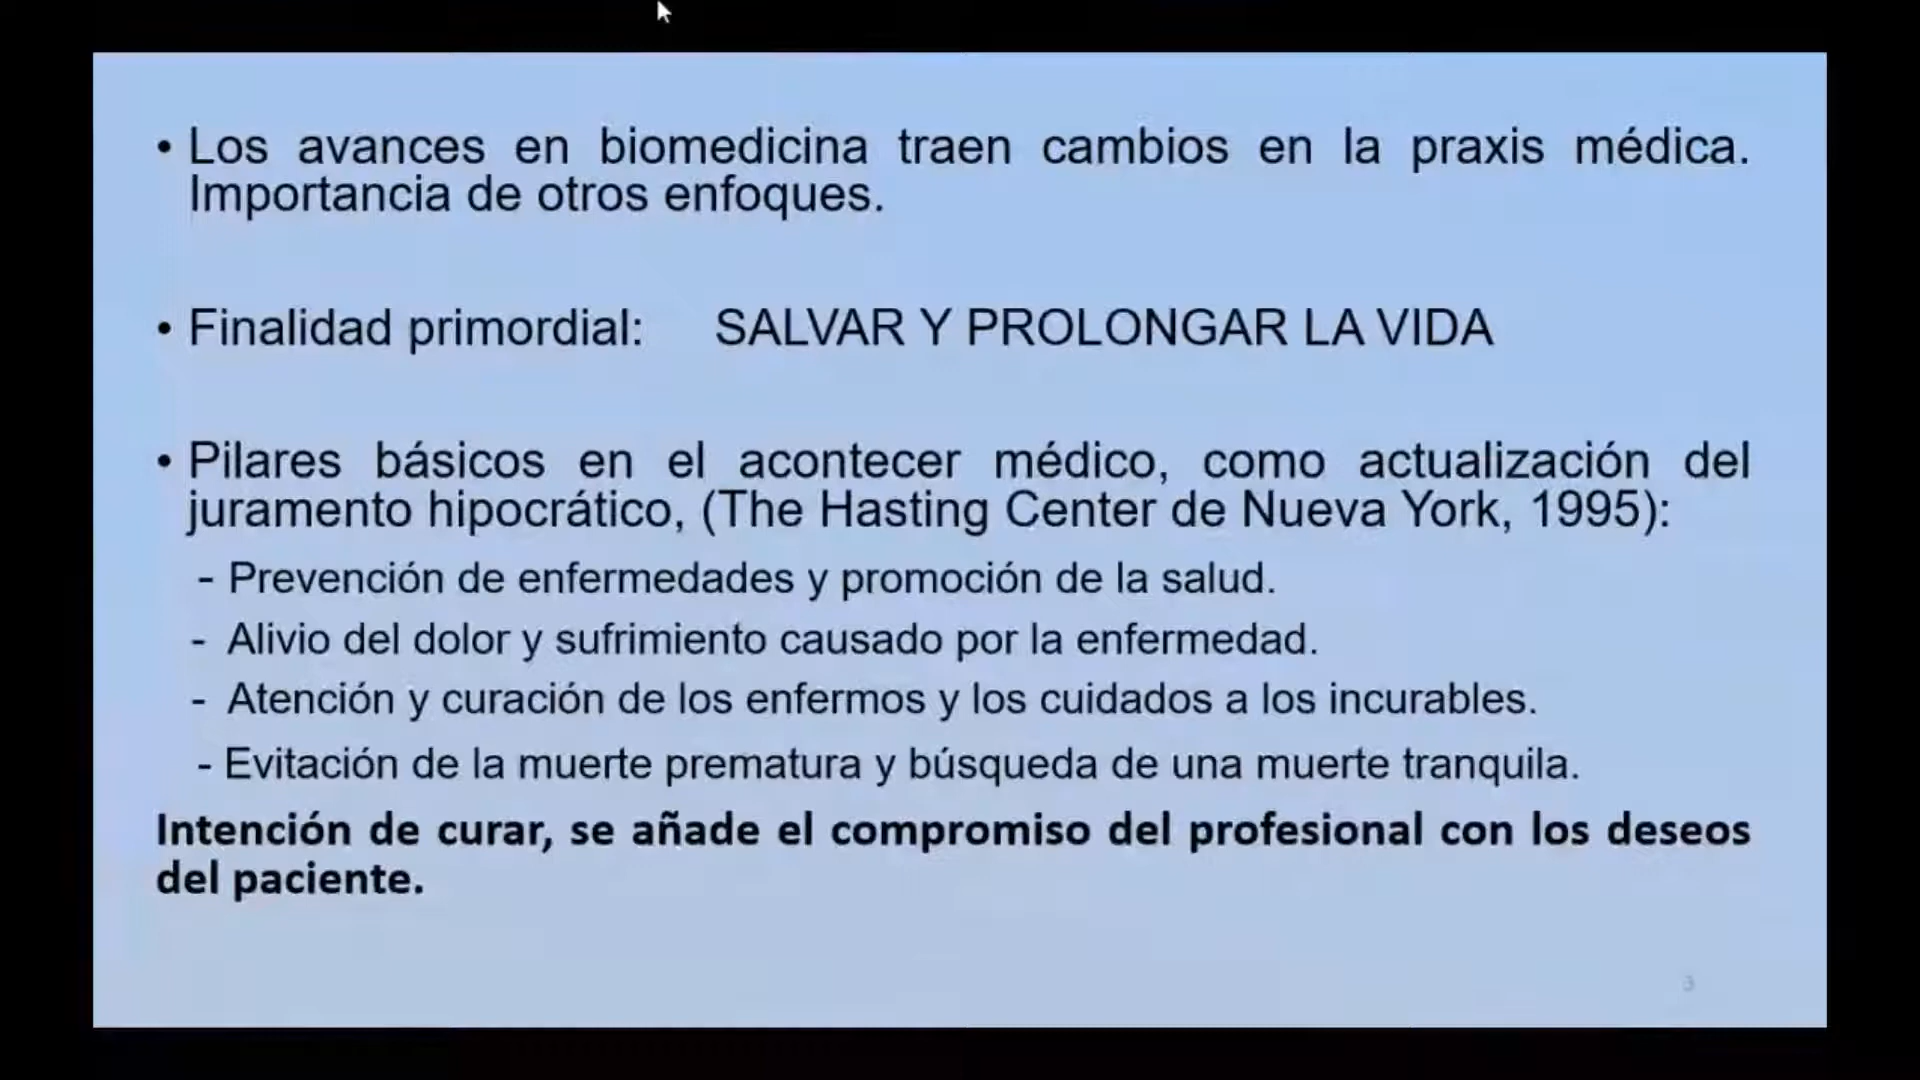 • Los avances en biomedicina traen cambios en la praxis médica.
Importancia de otros enfoques.
• Finalidad primordial: SALVAR Y PROLONGAR LA VIDA
• Pilares básicos en el acontecer médico, como actualización del
juramento hipocrático, (The Hasting Center de Nueva York, 1995):
- Prevención de enfermedades y promoción de la salud.
- Alivio del dolor y sufrimiento causado por la enfermedad.
- Atención y curación de los enfermos y los cuidados a los incurables.
- Evitación de la muerte prematura y búsqueda de una muerte tranquila.
Intención de curar, se añade el compromiso del profesional con los deseos
del paciente.
3